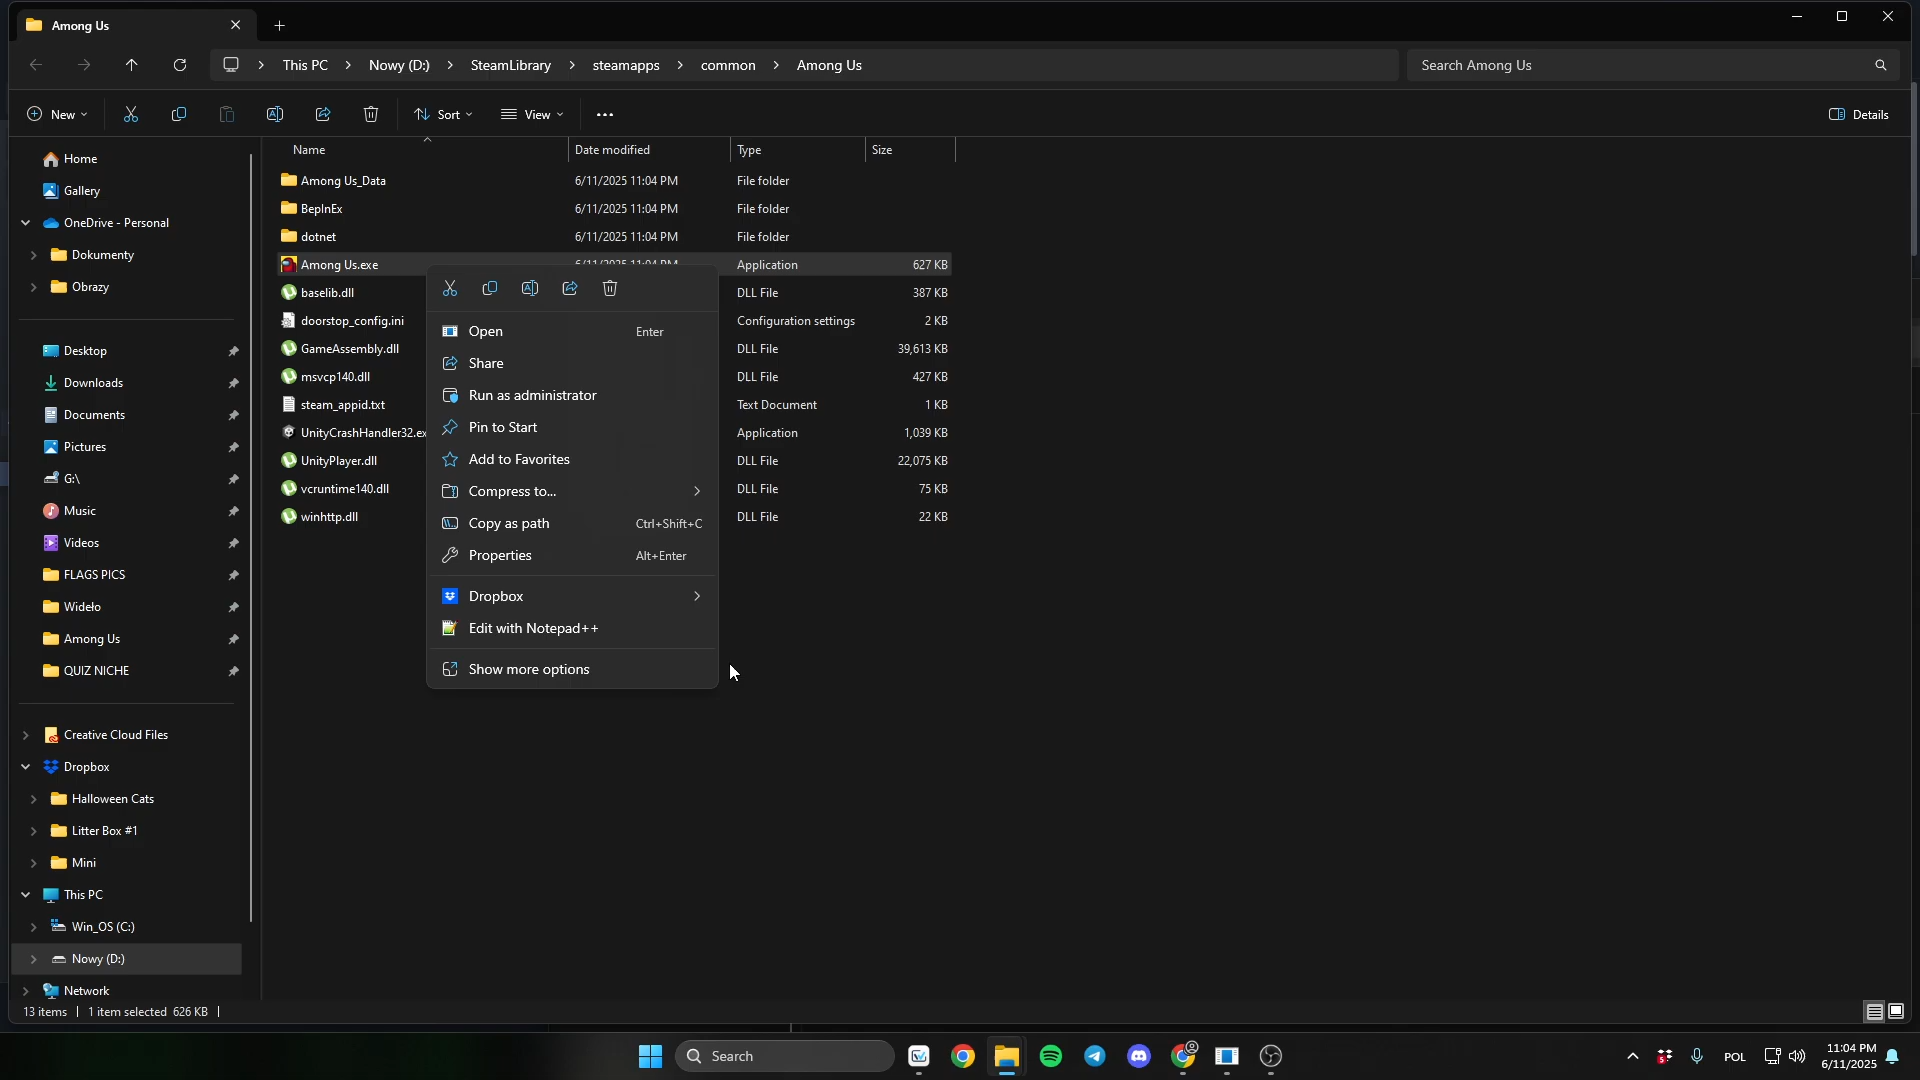 Among Us
This PC > Nowy (D:) > SteamLibrary > steamapps > common > Among Us
Search Among Us
New
Sort
View
Details
Name Date modified Type Size
Home
Gallery
OneDrive - Personal
Dokumenty
Obrazy
Desktop
Downloads
Documents
Pictures
G:\
Music
Videos
FLAGS PICS
Wideło
Among Us
QUIZ NICHE
Creative Cloud Files
Dropbox
Halloween Cats
Litter Box #1
Mini
This PC
Win_OS (C:)
Nowy (D:)
Network
Among Us_Data 6/11/2025 11:04 PM File folder
BepInEx 6/11/2025 11:04 PM File folder
dotnet 6/11/2025 11:04 PM File folder
Among Us.exe 6/11/2025 11:04 PM Application 627 KB
baselib.dll DLL File 387 KB
doorstop_config.ini Configuration settings 2 KB
GameAssembly.dll DLL File 39,613 KB
msvcp140.dll DLL File 427 KB
steam_appid.txt Text Document 1 KB
UnityCrashHandler32.ex Application 1,039 KB
UnityPlayer.dll DLL File 22,075 KB
vcruntime140.dll DLL File 75 KB
winhttp.dll DLL File 22 KB
Open Enter
Share
Run as administrator
Pin to Start
Add to Favorites
Compress to...
Copy as path Ctrl+Shift+C
Properties Alt+Enter
Dropbox
Edit with Notepad++
Show more options
13 items 1 item selected 626 KB
Search
POL
11:04 PM
6/11/2025